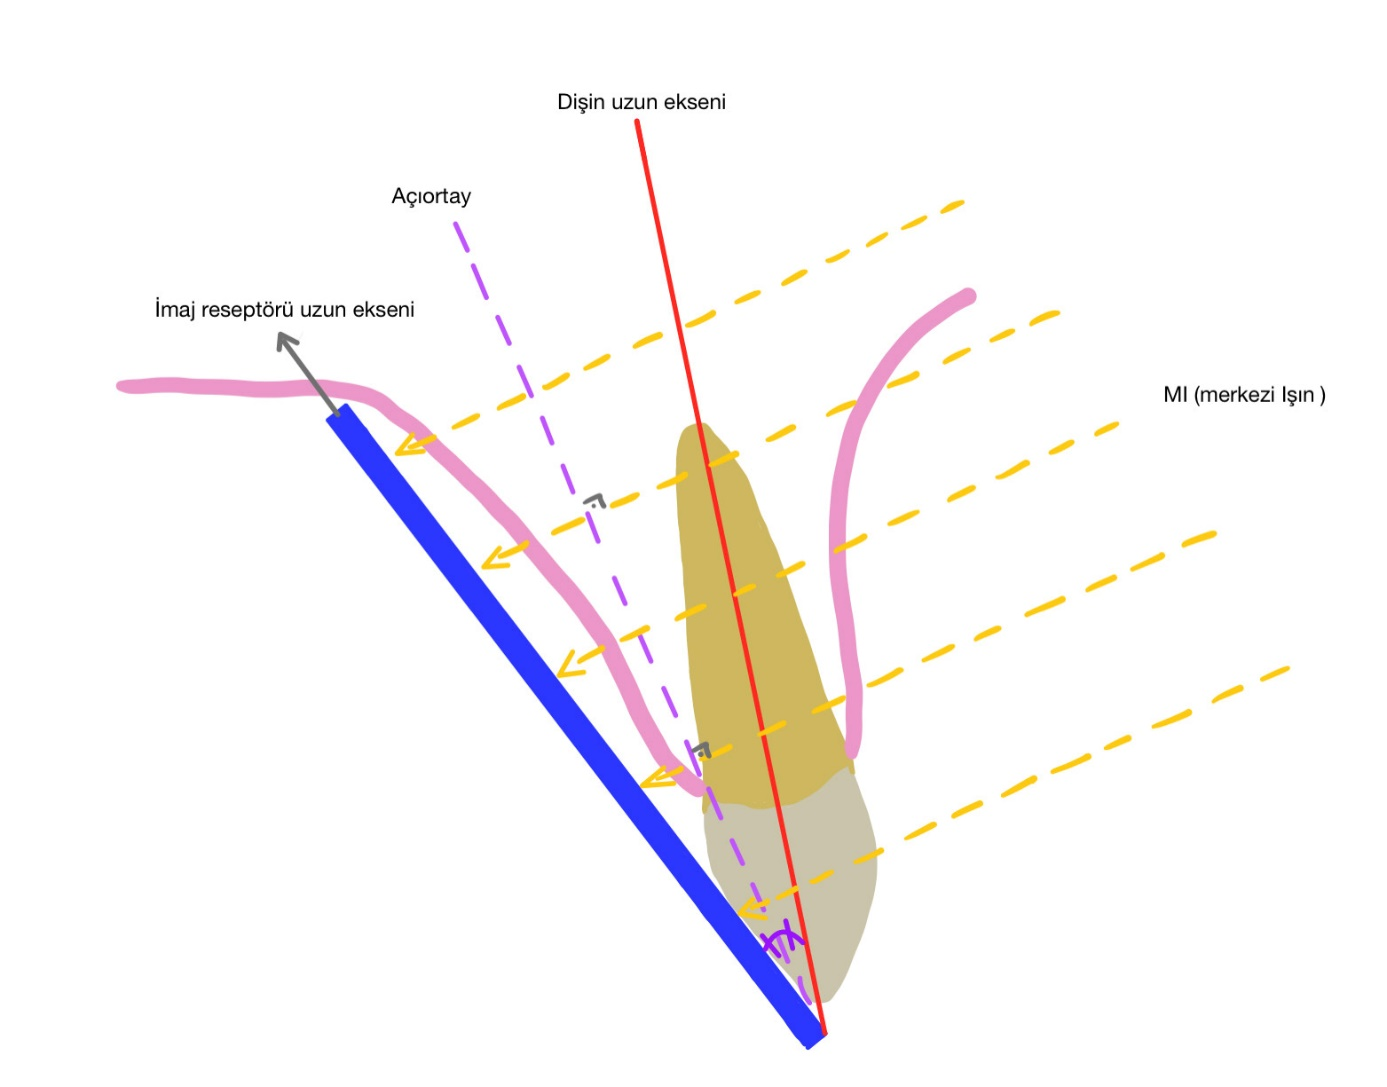 Dişin uzun ekseni
Açıortay
İmaj reseptörü uzun ekseni
MI (merkezi Işın )